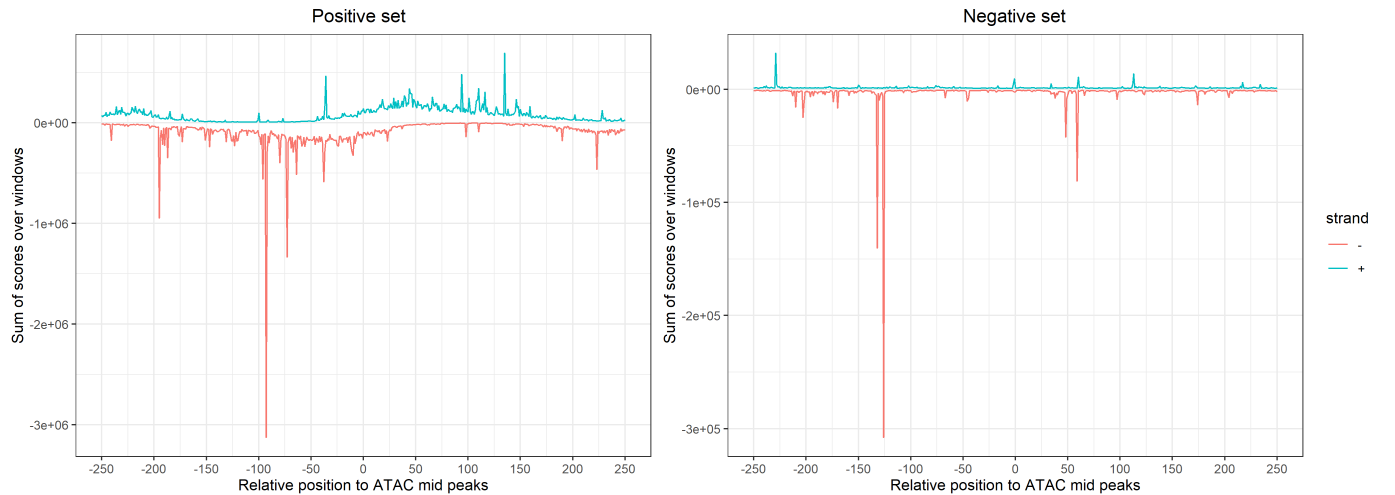 Positive set
Negative set
Sum of scores over windows
0e+00
-1e+06
-2e+06
-3e+06
-250 -200 -150 -100 -50 0 50 100 150 200 250
Relative position to ATAC mid peaks
Sum of scores over windows
0e+00
-1e+05
-2e+05
-3e+05
-250 -200 -150 -100 -50 0 50 100 150 200 250
Relative position to ATAC mid peaks
strand
-
+